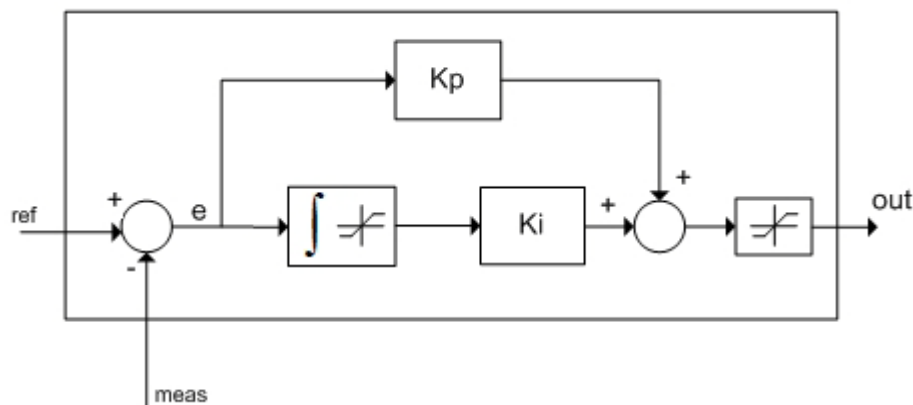 Kp
+
+
ref
e
∫
Ki
+
out
-
meas